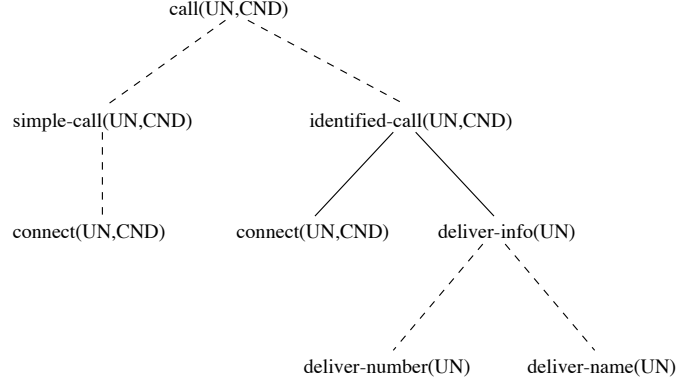 call(UN,CND)
simple-call(UN,CND)
identified-call(UN,CND)
connect(UN,CND)
connect(UN,CND)
deliver-info(UN)
deliver-number(UN)
deliver-name(UN)